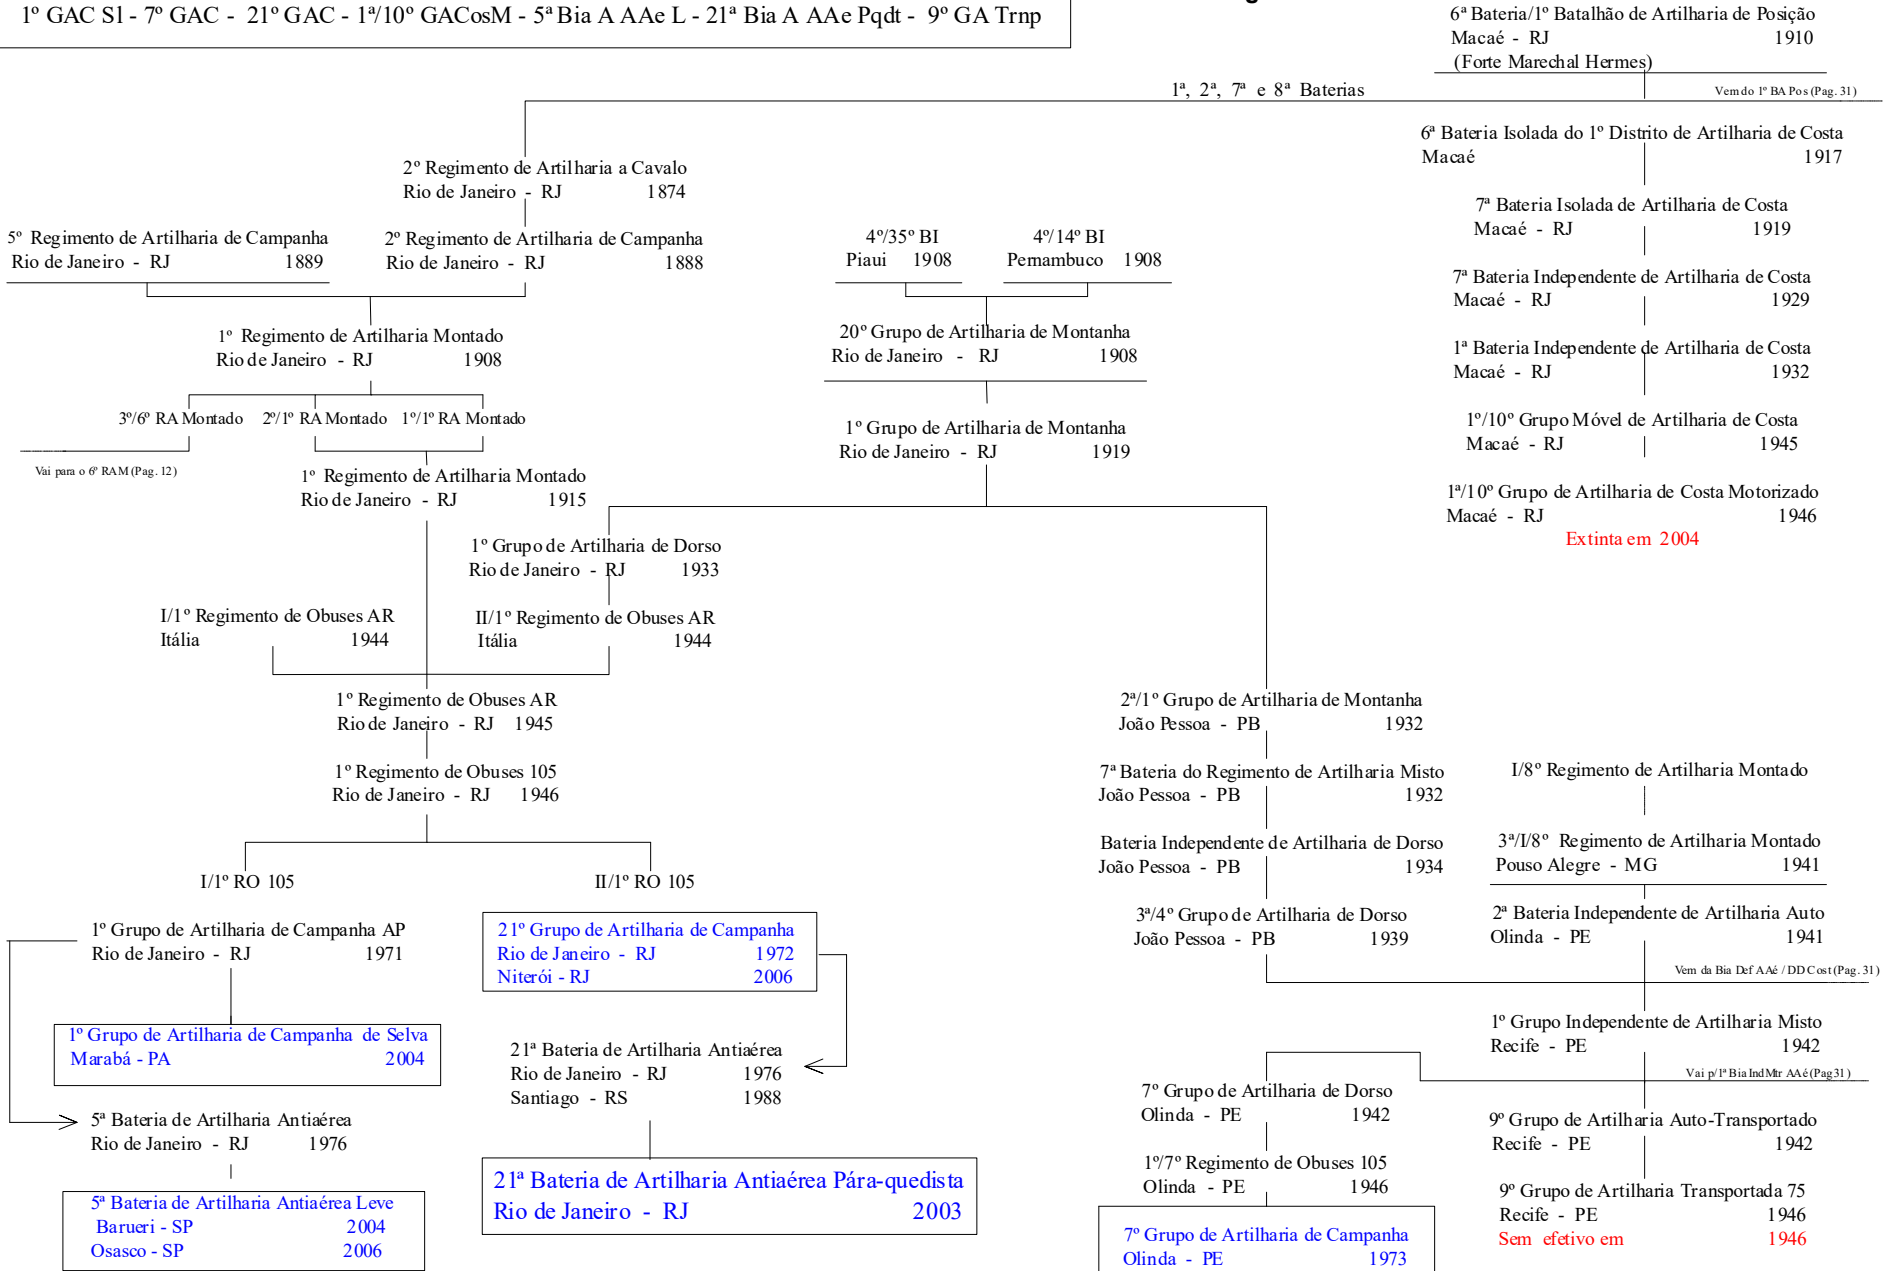 1º GAC Sl - 7º GAC - 21º GAC - 1ª/10º GACosM - 5ª Bia A AAe L - 21ª Bia A AAe Pqdt - 9º GA Trnp
6ª Bateria/1º Batalhão de Artilharia de Posição
Macaé - RJ 1910
(Forte Marechal Hermes)
1ª, 2ª, 7ª e 8ª Baterias
Vem do 1º BA Pos (Pag. 31)
6ª Bateria Isolada do 1º Distrito de Artilharia de Costa
Macaé 1917
7ª Bateria Isolada de Artilharia de Costa
Macaé - RJ 1919
7ª Bateria Independente de Artilharia de Costa
Macaé - RJ 1929
1ª Bateria Independente de Artilharia de Costa
Macaé - RJ 1932
1º/10º Grupo Móvel de Artilharia de Costa
Macaé - RJ 1945
1ª/10º Grupo de Artilharia de Costa Motorizado
Macaé - RJ 1946
Extinta em 2004
2º Regimento de Artilharia a Cavalo
Rio de Janeiro - RJ 1874
5º Regimento de Artilharia de Campanha
Rio de Janeiro - RJ 1889
2º Regimento de Artilharia de Campanha
Rio de Janeiro - RJ 1888
4º/35º BI
Piaui 1908
4º/14º BI
Pernambuco 1908
1º Regimento de Artilharia Montado
Rio de Janeiro - RJ 1908
20º Grupo de Artilharia de Montanha
Rio de Janeiro - RJ 1908
3º/6º RA Montado
2º/1º RA Montado
1º/1º RA Montado
Vai para o 6º RAM (Pag. 12)
1º Grupo de Artilharia de Montanha
Rio de Janeiro - RJ 1919
1º Regimento de Artilharia Montado
Rio de Janeiro - RJ 1915
1º Grupo de Artilharia de Dorso
Rio de Janeiro - RJ 1933
I/1º Regimento de Obuses AR
Itália 1944
II/1º Regimento de Obuses AR
Itália 1944
1º Regimento de Obuses AR
Rio de Janeiro - RJ 1945
1º Regimento de Obuses 105
Rio de Janeiro - RJ 1946
I/1º RO 105
II/1º RO 105
1º Grupo de Artilharia de Campanha AP
Rio de Janeiro - RJ 1971
21º Grupo de Artilharia de Campanha
Rio de Janeiro - RJ 1972
Niterói - RJ 2006
1º Grupo de Artilharia de Campanha de Selva
Marabá - PA 2004
21ª Bateria de Artilharia Antiaérea
Rio de Janeiro - RJ 1976
Santiago - RS 1988
5ª Bateria de Artilharia Antiaérea
Rio de Janeiro - RJ 1976
21ª Bateria de Artilharia Antiaérea Pára-quedista
Rio de Janeiro - RJ 2003
5ª Bateria de Artilharia Antiaérea Leve
Barueri - SP 2004
Osasco - SP 2006
2ª/1º Grupo de Artilharia de Montanha
João Pessoa - PB 1932
7ª Bateria do Regimento de Artilharia Misto
João Pessoa - PB 1932
Bateria Independente de Artilharia de Dorso
João Pessoa - PB 1934
3ª/4º Grupo de Artilharia de Dorso
João Pessoa - PB 1939
I/8º Regimento de Artilharia Montado
3ª/I/8º Regimento de Artilharia Montado
Pouso Alegre - MG 1941
2ª Bateria Independente de Artilharia Auto
Olinda - PE 1941
Vem da Bia Def AAé / DD Cost (Pag. 31)
1º Grupo Independente de Artilharia Misto
Recife - PE 1942
Vai p/ 1ª Bia Ind Mtr AAé (Pag 31)
7º Grupo de Artilharia de Dorso
Olinda - PE 1942
9º Grupo de Artilharia Auto-Transportado
Recife - PE 1942
1º/7º Regimento de Obuses 105
Olinda - PE 1946
9º Grupo de Artilharia Transportada 75
Recife - PE 1946
Sem efetivo em 1946
7º Grupo de Artilharia de Campanha
Olinda - PE 1973